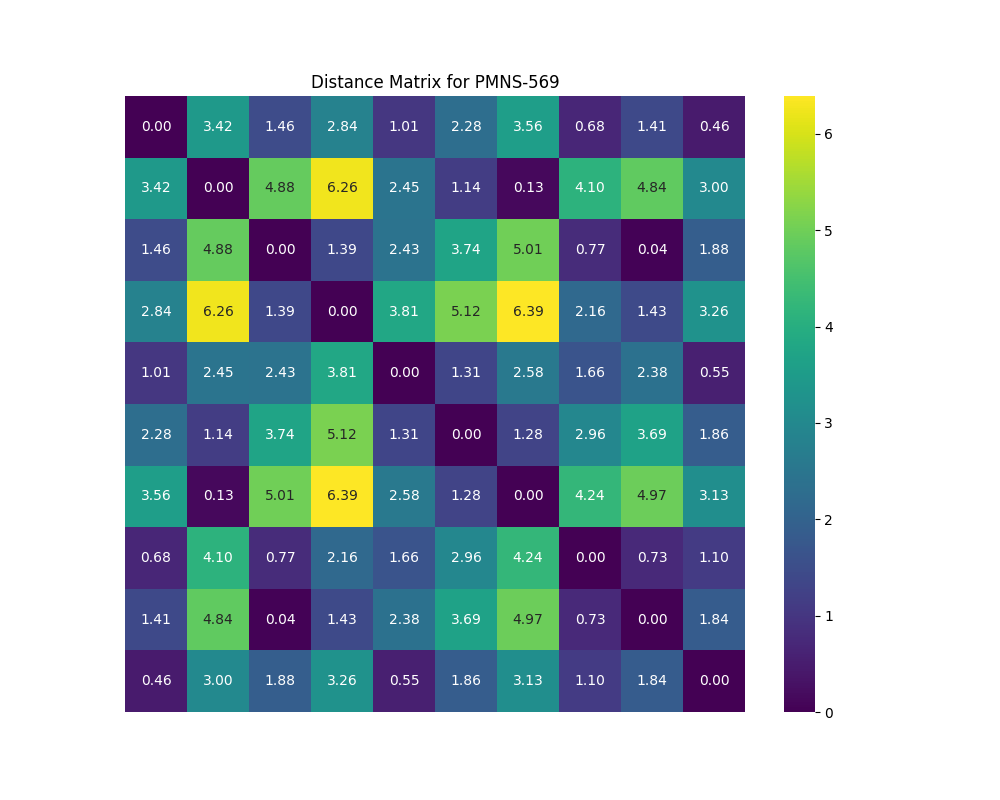 Distance Matrix for PMNS-569
0.00 3.42 1.46 2.84 1.01 2.28 3.56 0.68 1.41 0.46
3.42 0.00 4.88 6.26 2.45 1.14 0.13 4.10 4.84 3.00
1.46 4.88 0.00 1.39 2.43 3.74 5.01 0.77 0.04 1.88
2.84 6.26 1.39 0.00 3.81 5.12 6.39 2.16 1.43 3.26
1.01 2.45 2.43 3.81 0.00 1.31 2.58 1.66 2.38 0.55
2.28 1.14 3.74 5.12 1.31 0.00 1.28 2.96 3.69 1.86
3.56 0.13 5.01 6.39 2.58 1.28 0.00 4.24 4.97 3.13
0.68 4.10 0.77 2.16 1.66 2.96 4.24 0.00 0.73 1.10
1.41 4.84 0.04 1.43 2.38 3.69 4.97 0.73 0.00 1.84
0.46 3.00 1.88 3.26 0.55 1.86 3.13 1.10 1.84 0.00
6
5
4
3
2
1
0